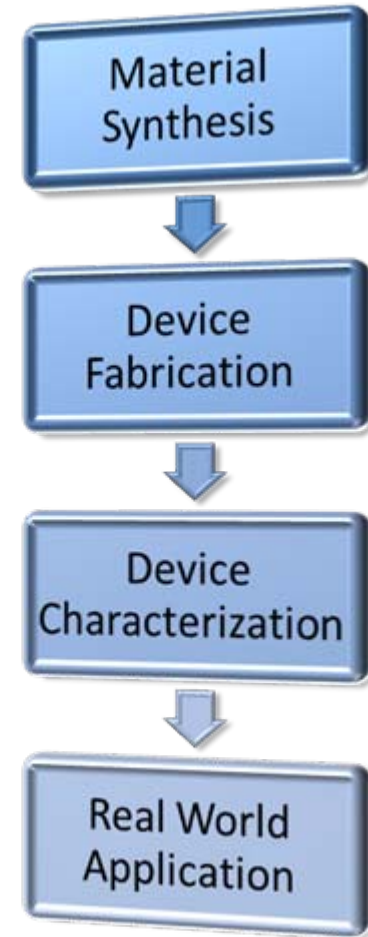 Material
Synthesis
Device
Fabrication
Device
Characterization
Real World
Application